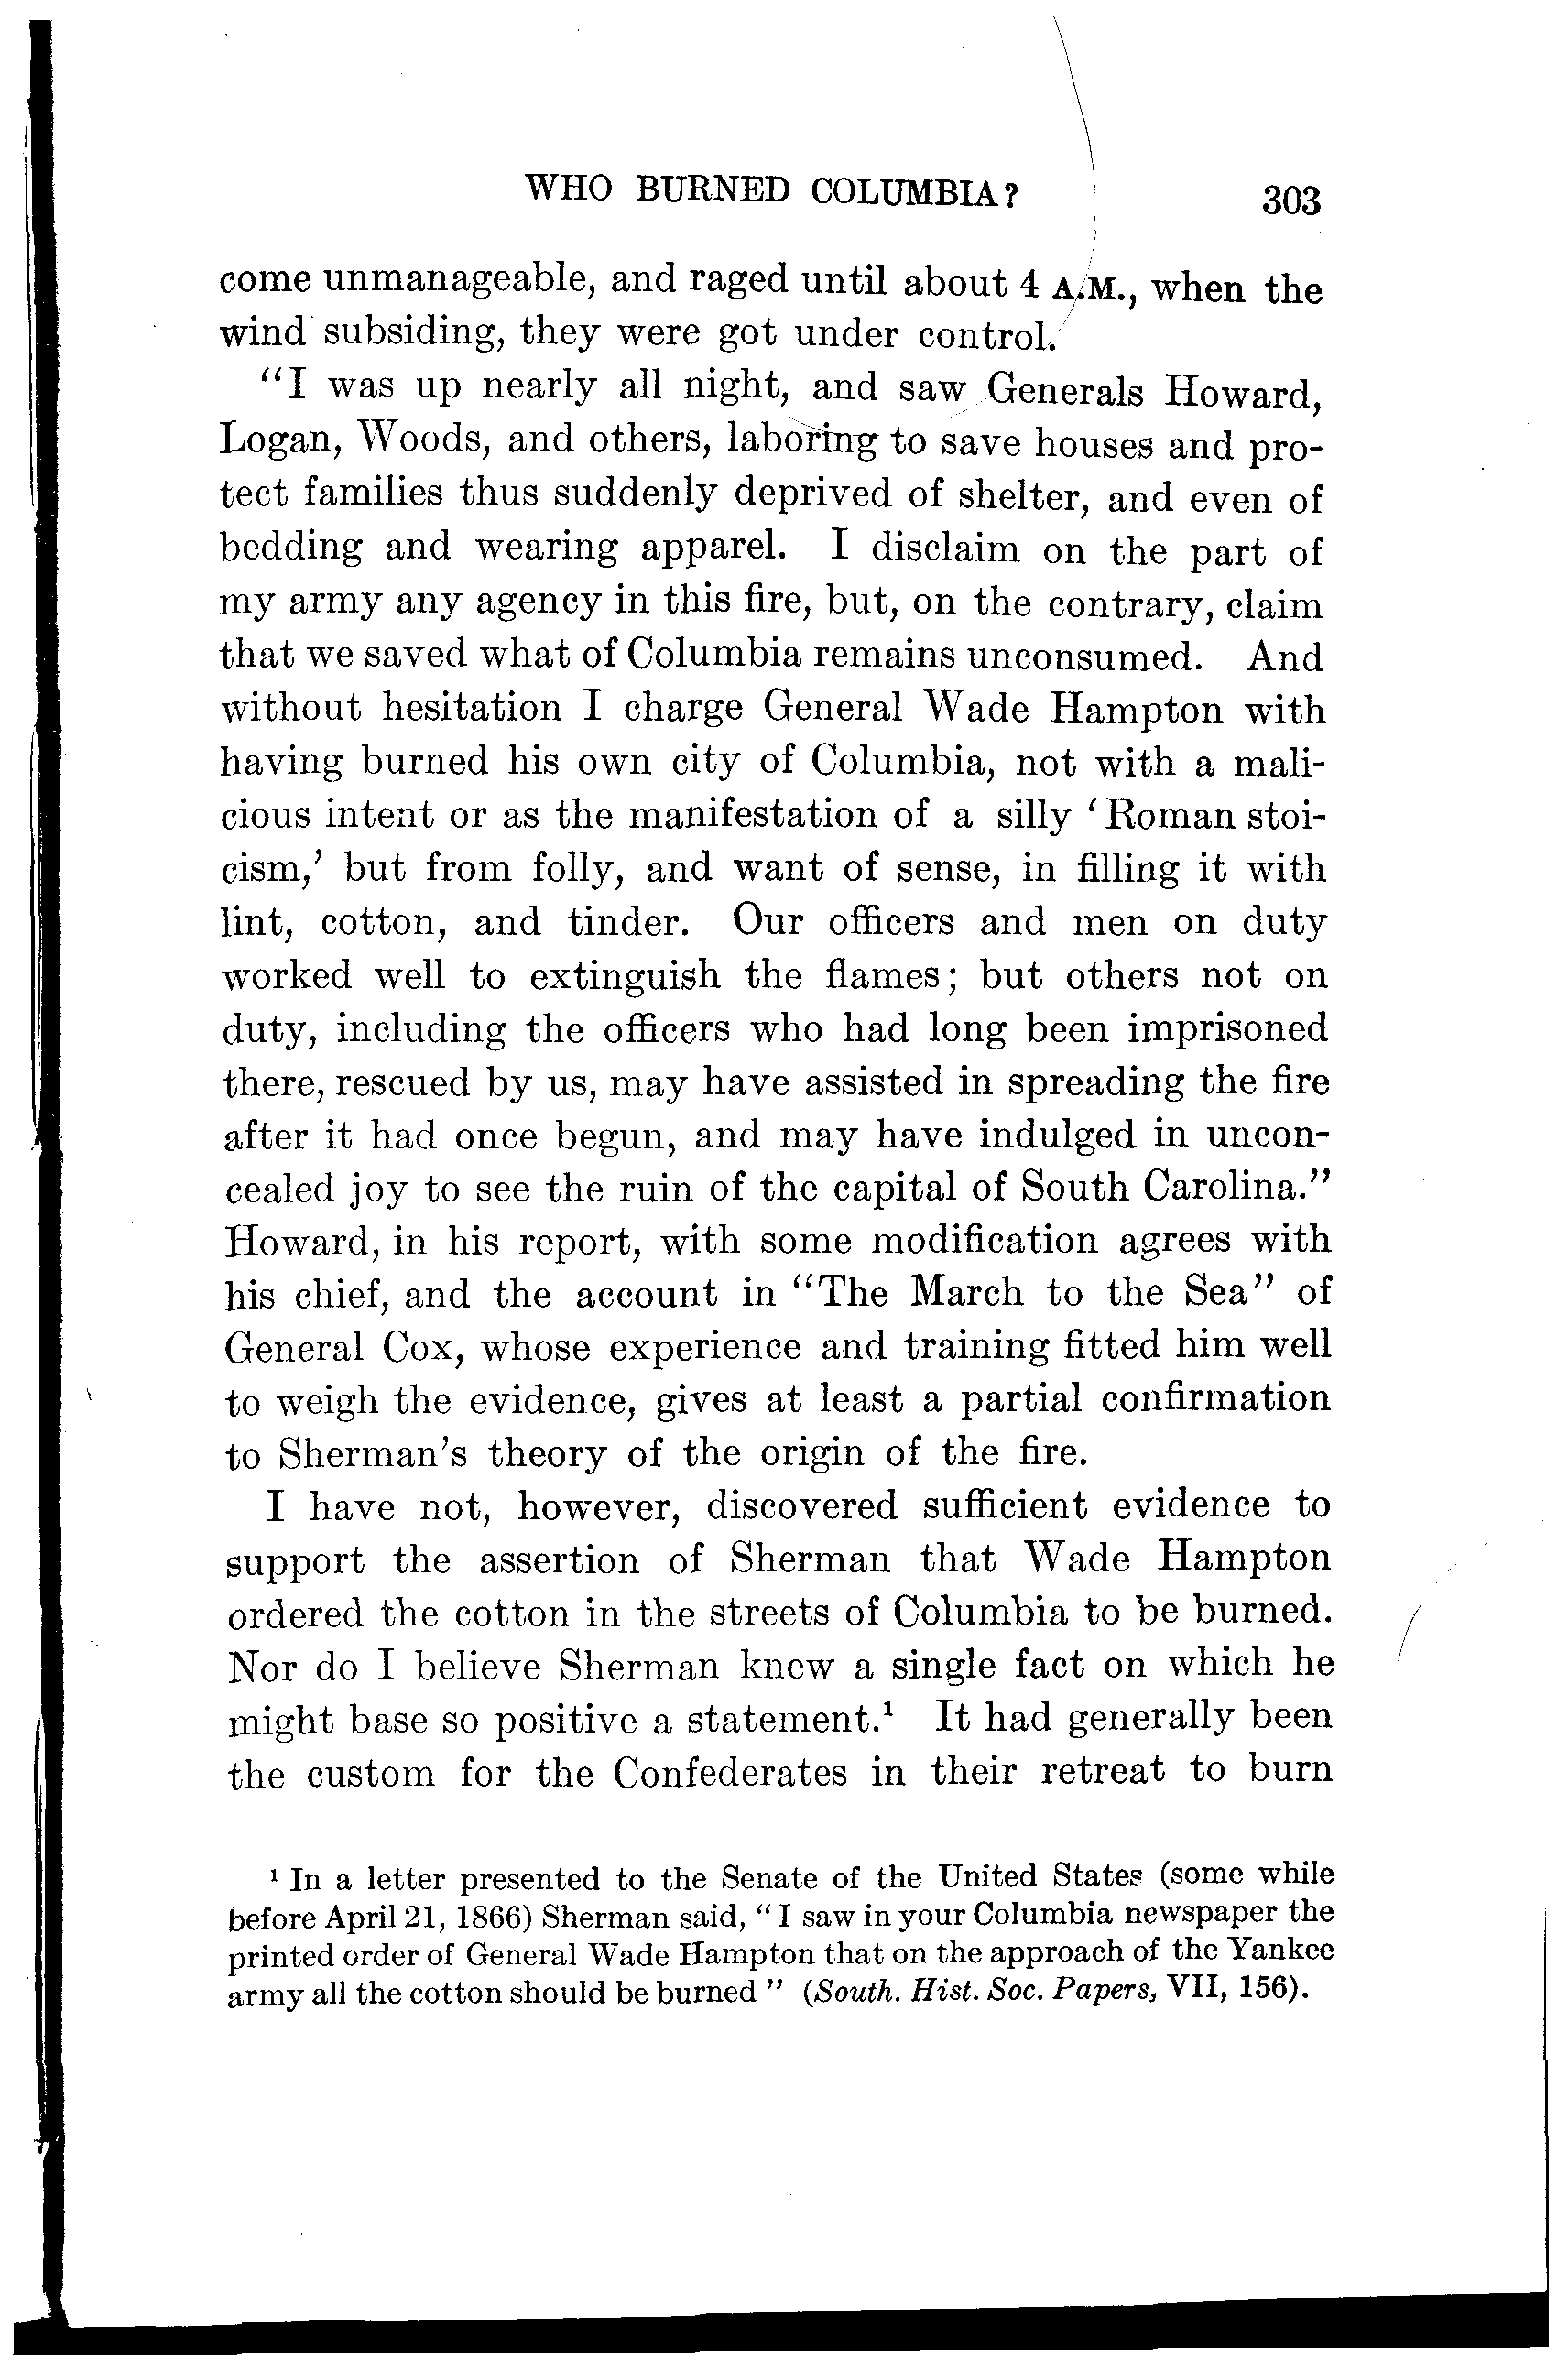 WHO BURNED COLUMBIA? 303
come unmanageable, and raged until about 4 A.M., when the
wind subsiding, they were got under control.
"I was up nearly all night, and saw Generals Howard,
Logan, Woods, and others, laboring to save houses and pro-
tect families thus suddenly deprived of shelter, and even of
bedding and wearing apparel. I disclaim on the part of
my army any agency in this fire, but, on the contrary, claim
that we saved what of Columbia remains unconsumed. And
without hesitation I charge General Wade Hampton with
having burned his own city of Columbia, not with a mali-
cious intent or as the manifestation of a silly 'Roman stoi-
cism,' but from folly, and want of sense, in filling it with
lint, cotton, and tinder. Our officers and men on duty
worked well to extinguish the flames; but others not on
duty, including the officers who had long been imprisoned
there, rescued by us, may have assisted in spreading the fire
after it had once begun, and may have indulged in uncon-
cealed joy to see the ruin of the capital of South Carolina."
Howard, in his report, with some modification agrees with
his chief, and the account in "The March to the Sea" of
General Cox, whose experience and training fitted him well
to weigh the evidence, gives at least a partial confirmation
to Sherman's theory of the origin of the fire.
I have not, however, discovered sufficient evidence to
support the assertion of Sherman that Wade Hampton
ordered the cotton in the streets of Columbia to be burned.
Nor do I believe Sherman knew a single fact on which he
might base so positive a statement.¹ It had generally been
the custom for the Confederates in their retreat to burn
¹ In a letter presented to the Senate of the United States (some while
before April 21, 1866) Sherman said, "I saw in your Columbia newspaper the
printed order of General Wade Hampton that on the approach of the Yankee
army all the cotton should be burned" (South. Hist. Soc. Papers, VII, 156).